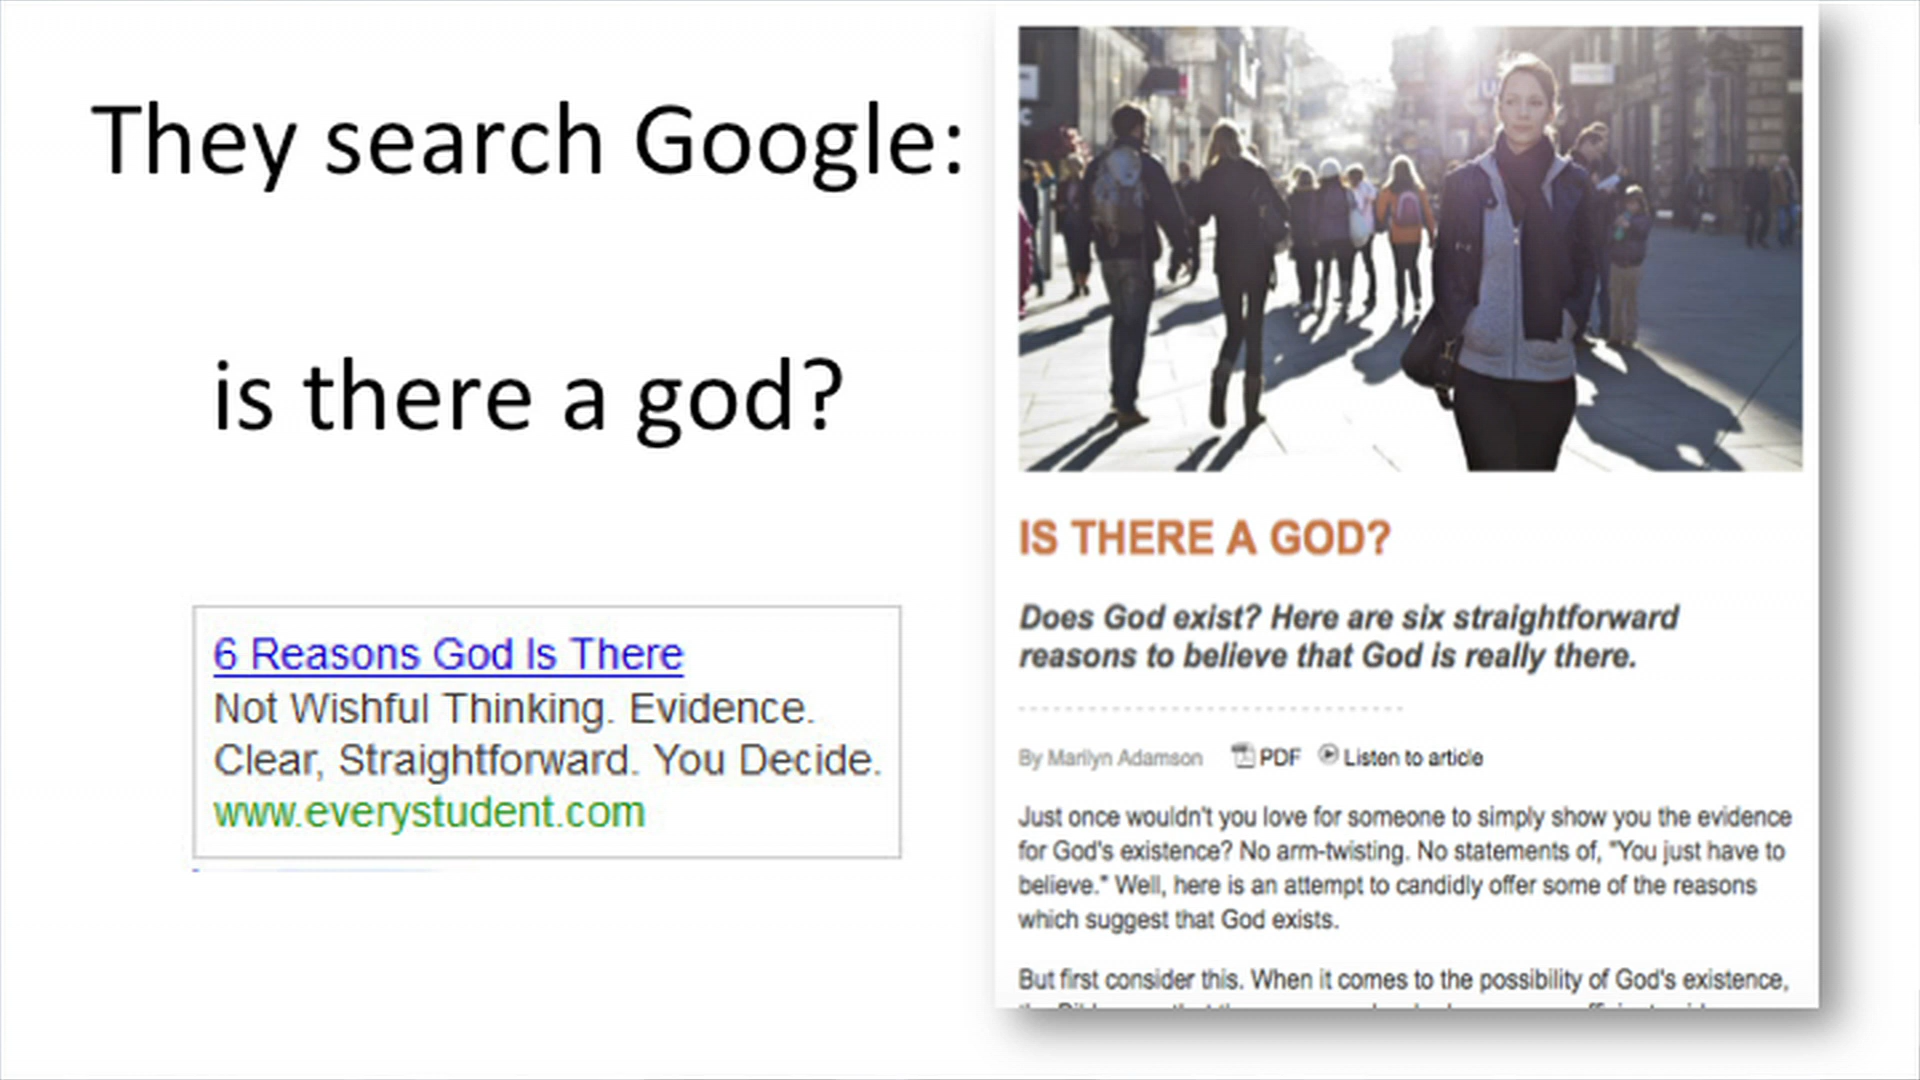 They search Google:
is there a god?
6 Reasons God Is There
Not Wishful Thinking. Evidence.
Clear, Straightforward. You Decide.
www.everystudent.com
IS THERE A GOD?
Does God exist? Here are six straightforward
reasons to believe that God is really there.
By Marilyn Adamson PDF Listen to article
Just once wouldn't you love for someone to simply show you the evidence
for God's existence? No arm-twisting. No statements of, "You just have to
believe." Well, here is an attempt to candidly offer some of the reasons
which suggest that God exists.
But first consider this. When it comes to the possibility of God's existence,